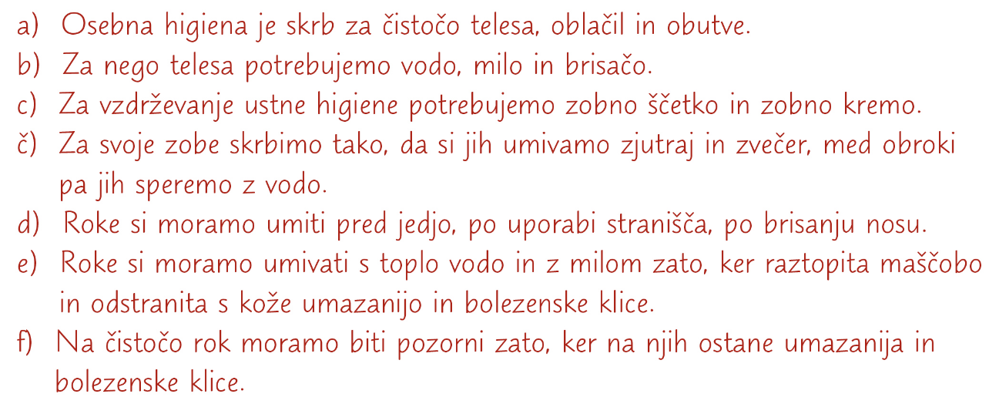 a) Osebna higiena je skrb za čistočo telesa, oblačil in obutve.
b) Za nego telesa potrebujemo vodo, milo in brisačo.
c) Za vzdrževanje ustne higiene potrebujemo zobno ščetko in zobno kremo.
č) Za svoje zobe skrbimo tako, da si jih umivamo zjutraj in zvečer, med obroki
pa jih speremo z vodo.
d) Roke si moramo umiti pred jedjo, po uporabi stranišča, po brisanju nosu.
e) Roke si moramo umivati s toplo vodo in z milom zato, ker raztopita maščobo
in odstranita s kože umazanijo in bolezenske klice.
f) Na čistočo rok moramo biti pozorni zato, ker na njih ostane umazanija in
bolezenske klice.